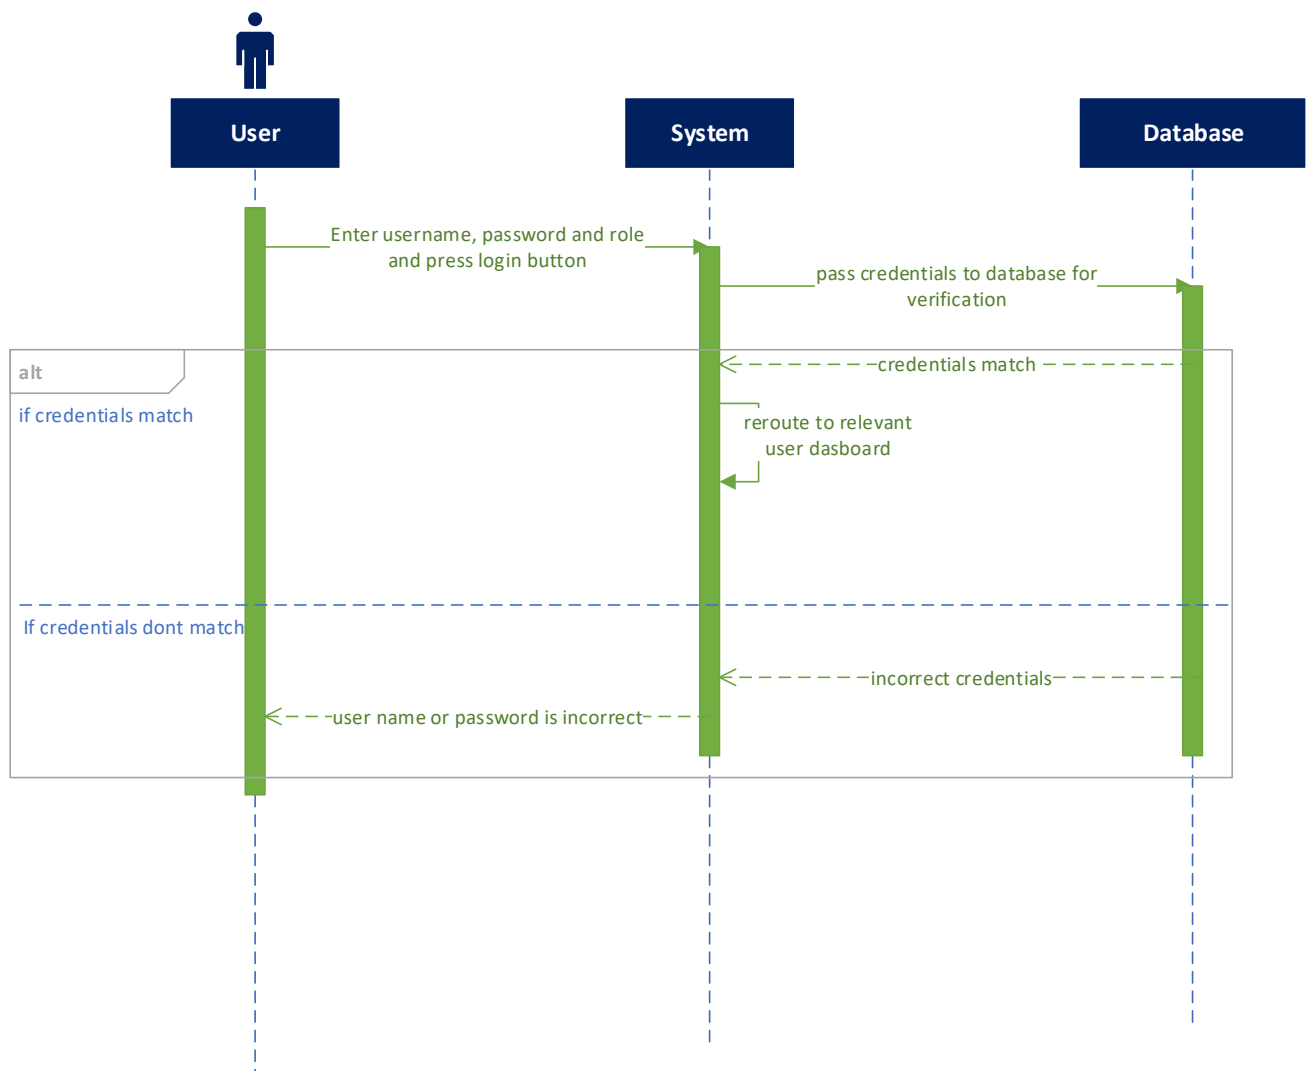 User
System
Database
Enter username, password and role
and press login button
pass credentials to database for
verification
alt
credentials match
if credentials match
reroute to relevant
user dasboard
If credentials dont match
incorrect credentials
user name or password is incorrect